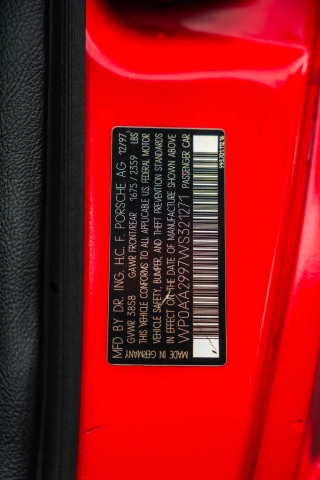 MFD BY DR. ING. H.C. F. PORSCHE AG 12/97
GVWR 3858 GAWR FRONT/REAR 1675 / 2359 LBS
THIS VEHICLE CONFORMS TO ALL APPLICABLE U.S. FEDERAL MOTOR
VEHICLE SAFETY, BUMPER, AND THEFT PREVENTION STANDARDS
IN EFFECT ON THE DATE OF MANUFACTURE SHOWN ABOVE
WP0AA2997WS321271
MADE IN GERMANY PASSENGER CAR